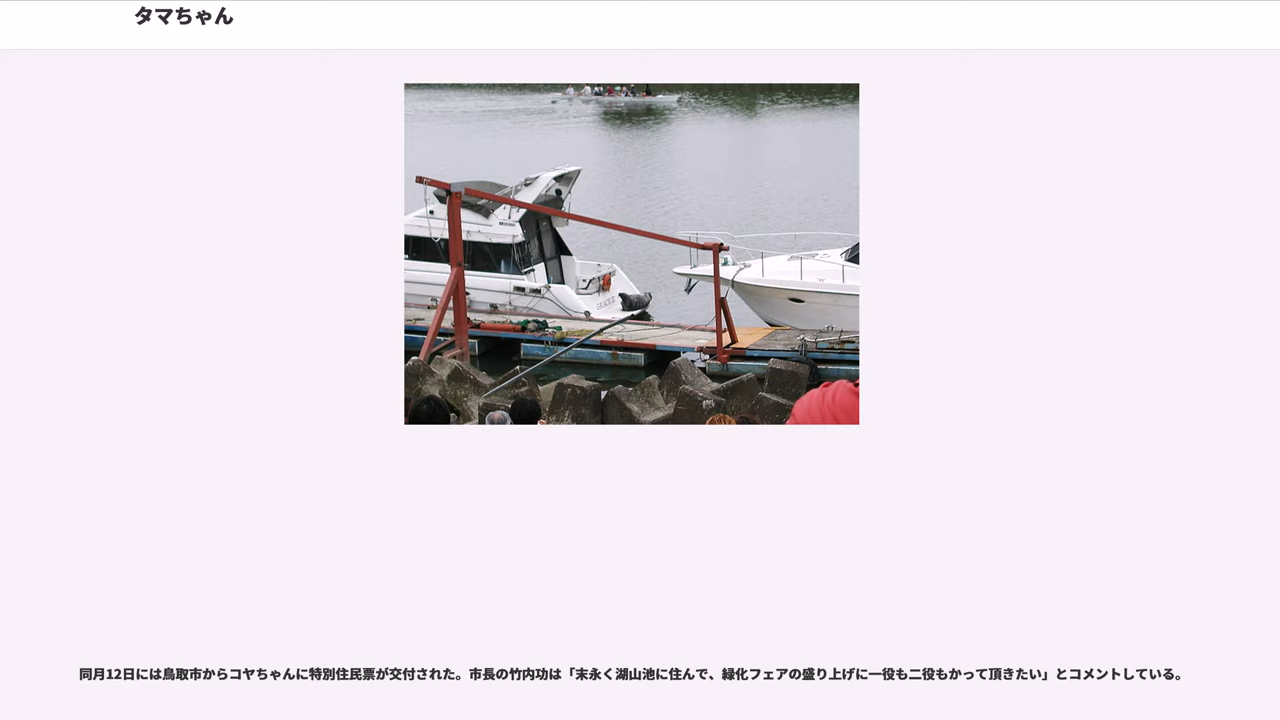 タマちゃん
同月12日には鳥取市からコヤちゃんに特別住民票が交付された。市長の竹内功は「末永く湖山池に住んで、緑化フェアの盛り上げに一役も二役もかって頂きたい」とコメントしている。